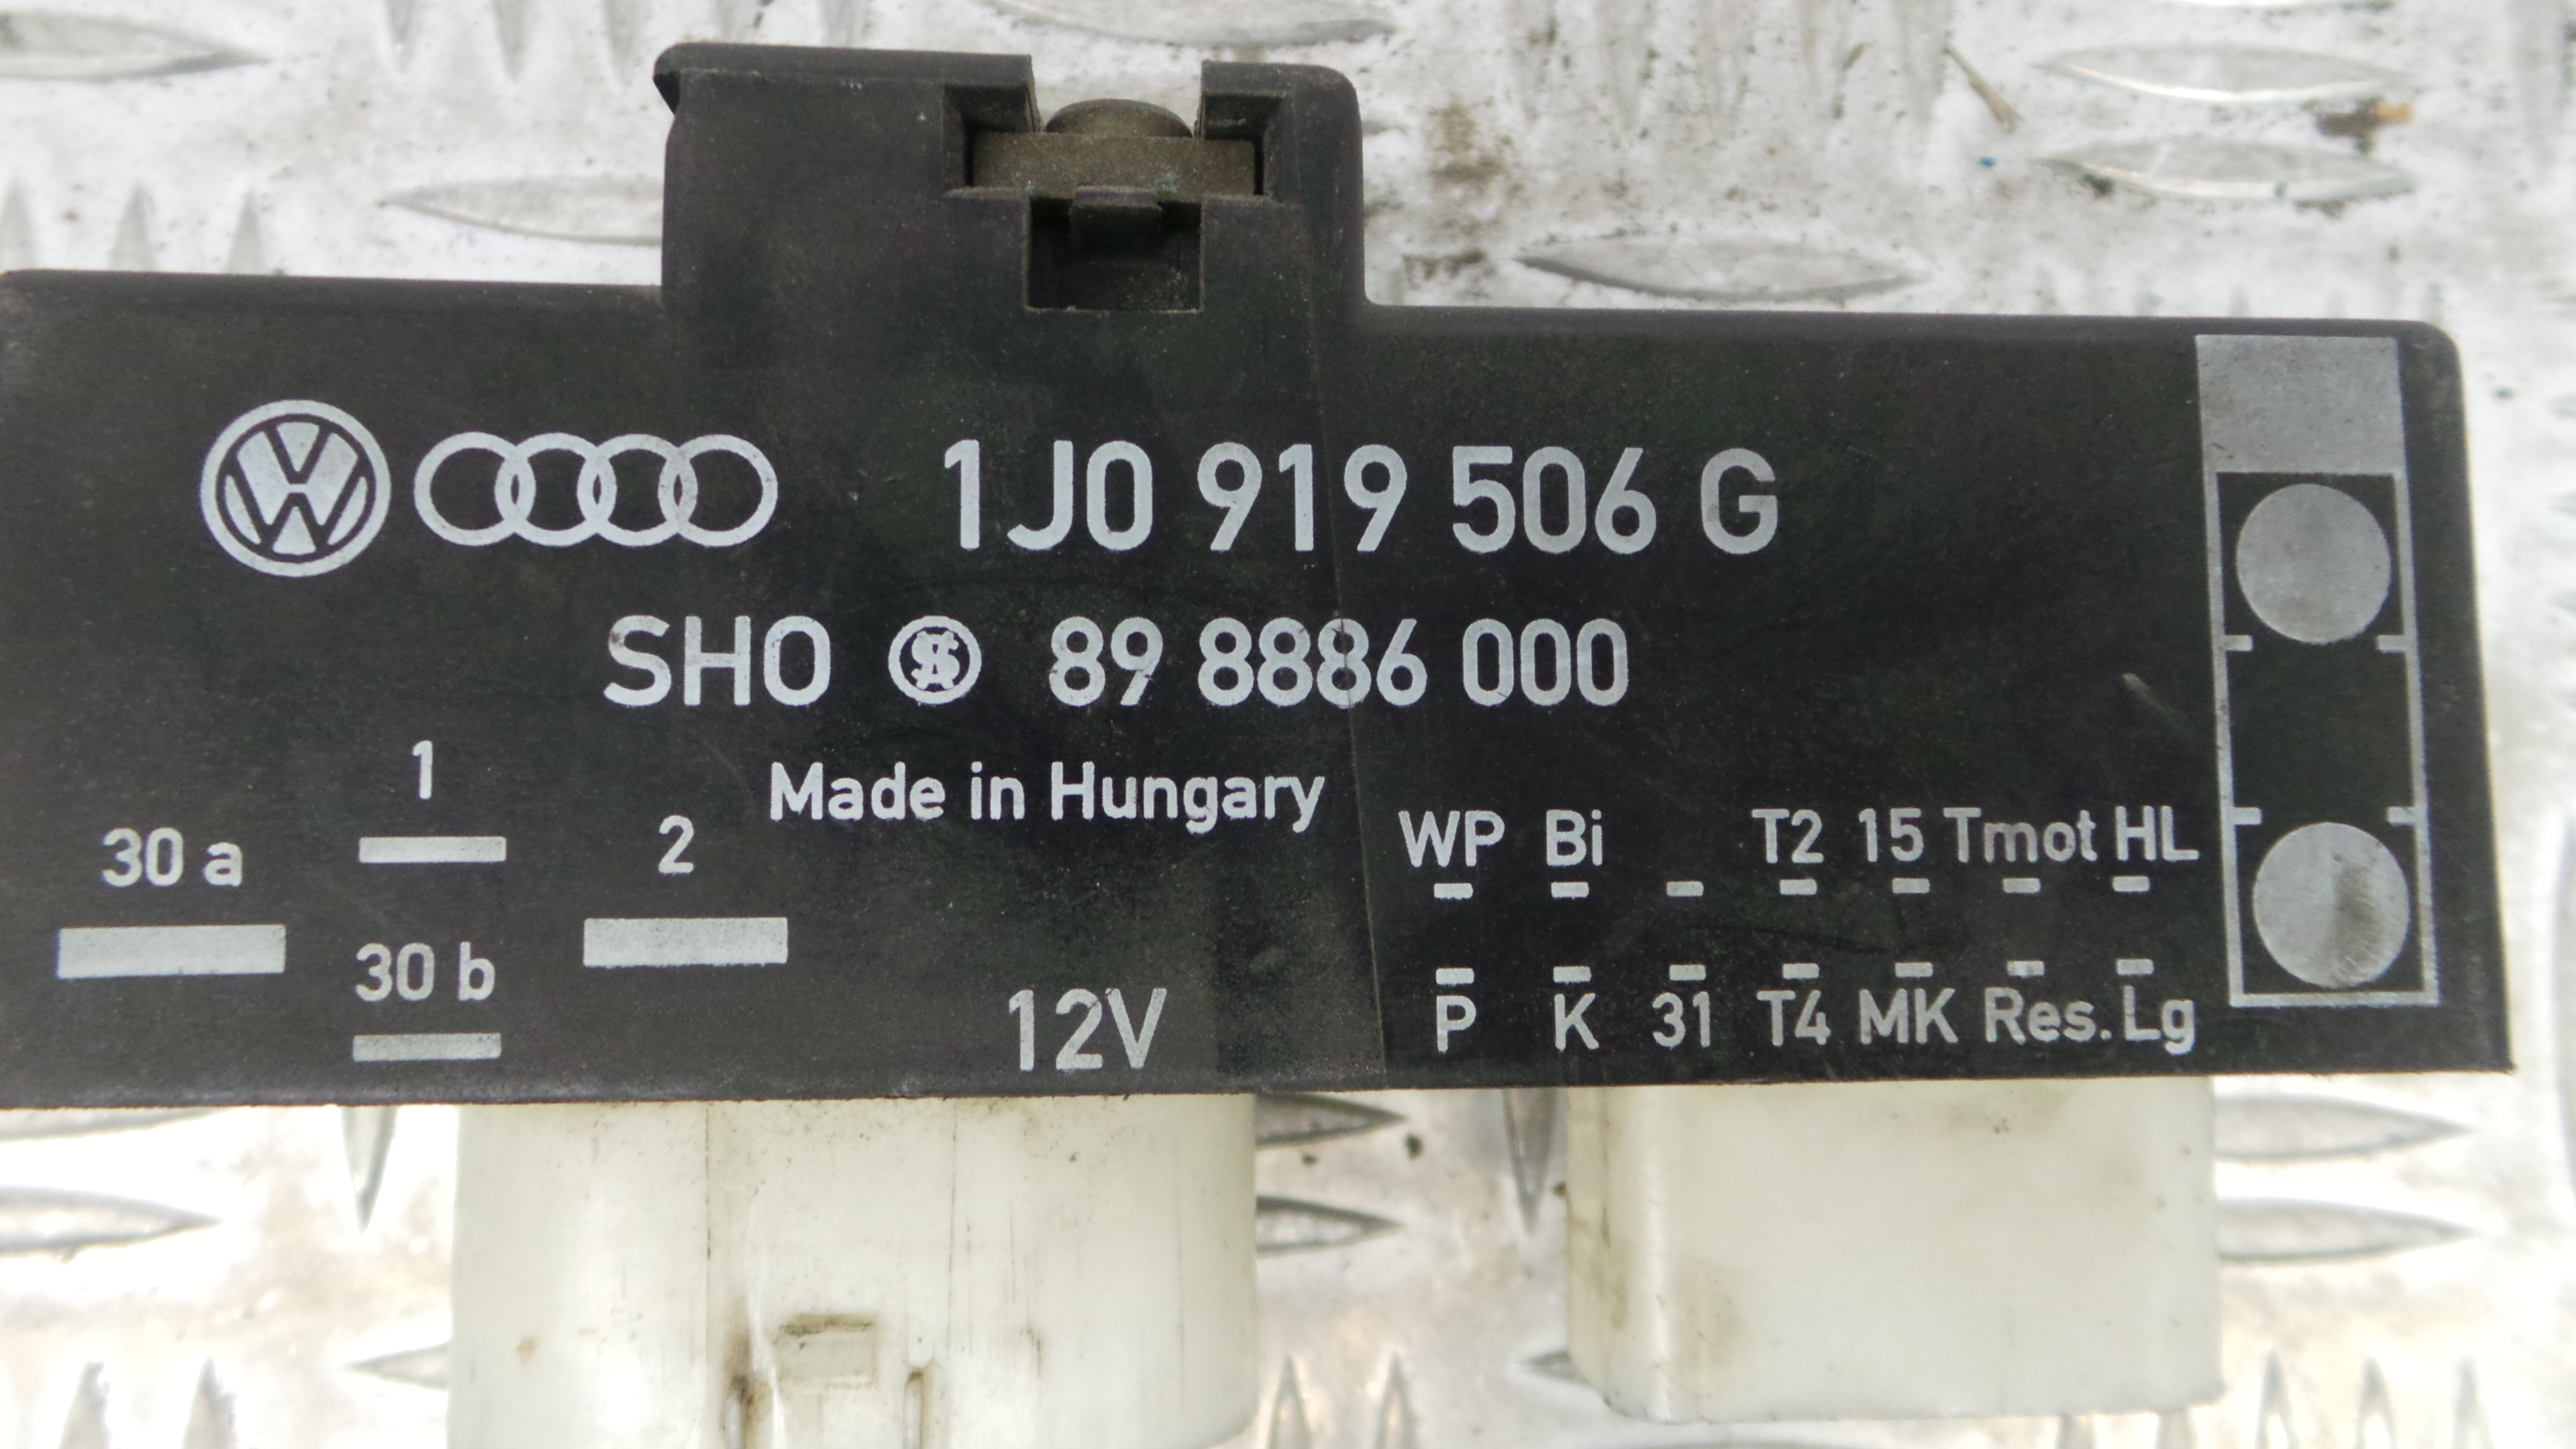 1J0 919 506 G
SHO 89 8886 000
Made in Hungary
1
30 a
2
30 b
12V
WP Bi T2 15 Tmot HL
P K 31 T4 MK Res. Lg